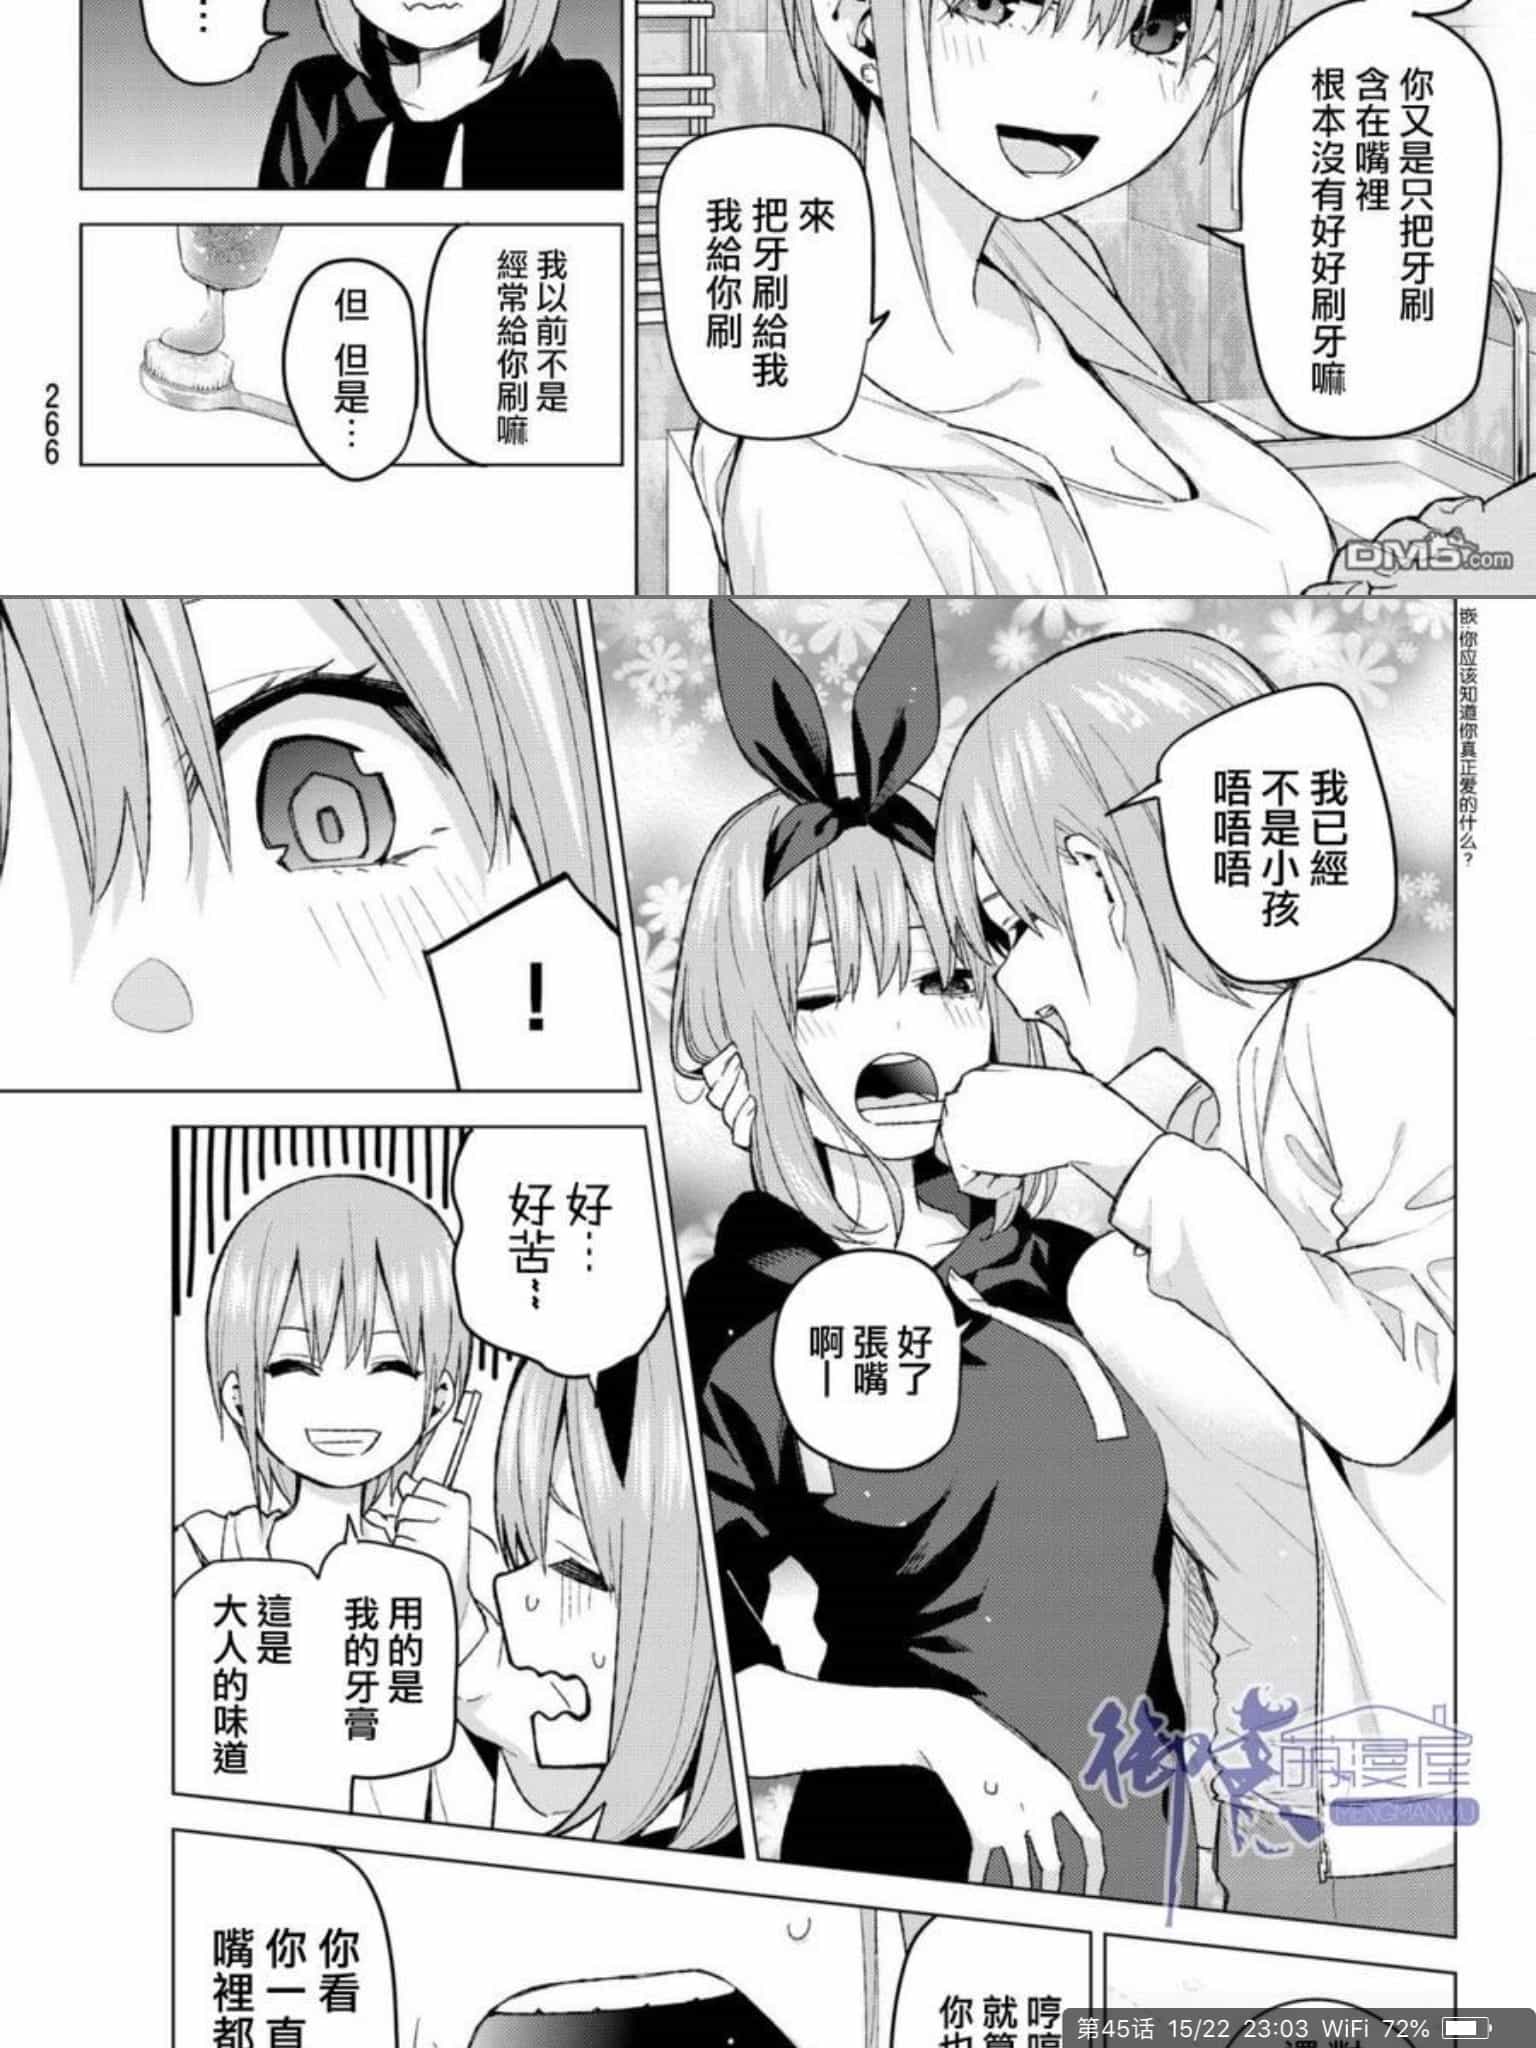 你又是只把牙刷
含在嘴裡
根本沒有好好刷牙嘛
來
把牙刷給我
我給你刷
…
我以前不是
經常給你刷嘛
但 但是…
266
DM5.com
嵌:你应该知道你真正爱的什么？
我已經
不是小孩
唔唔唔
好了
張嘴
啊—
！
好…
好苦~
用的是
我的牙膏
這是
大人的味道
御宅萌漫屋
MENGMANWU
你看
你一直
嘴裡都
哼哼
就算
你也
第45话 15/22 23:03 WiFi 72%